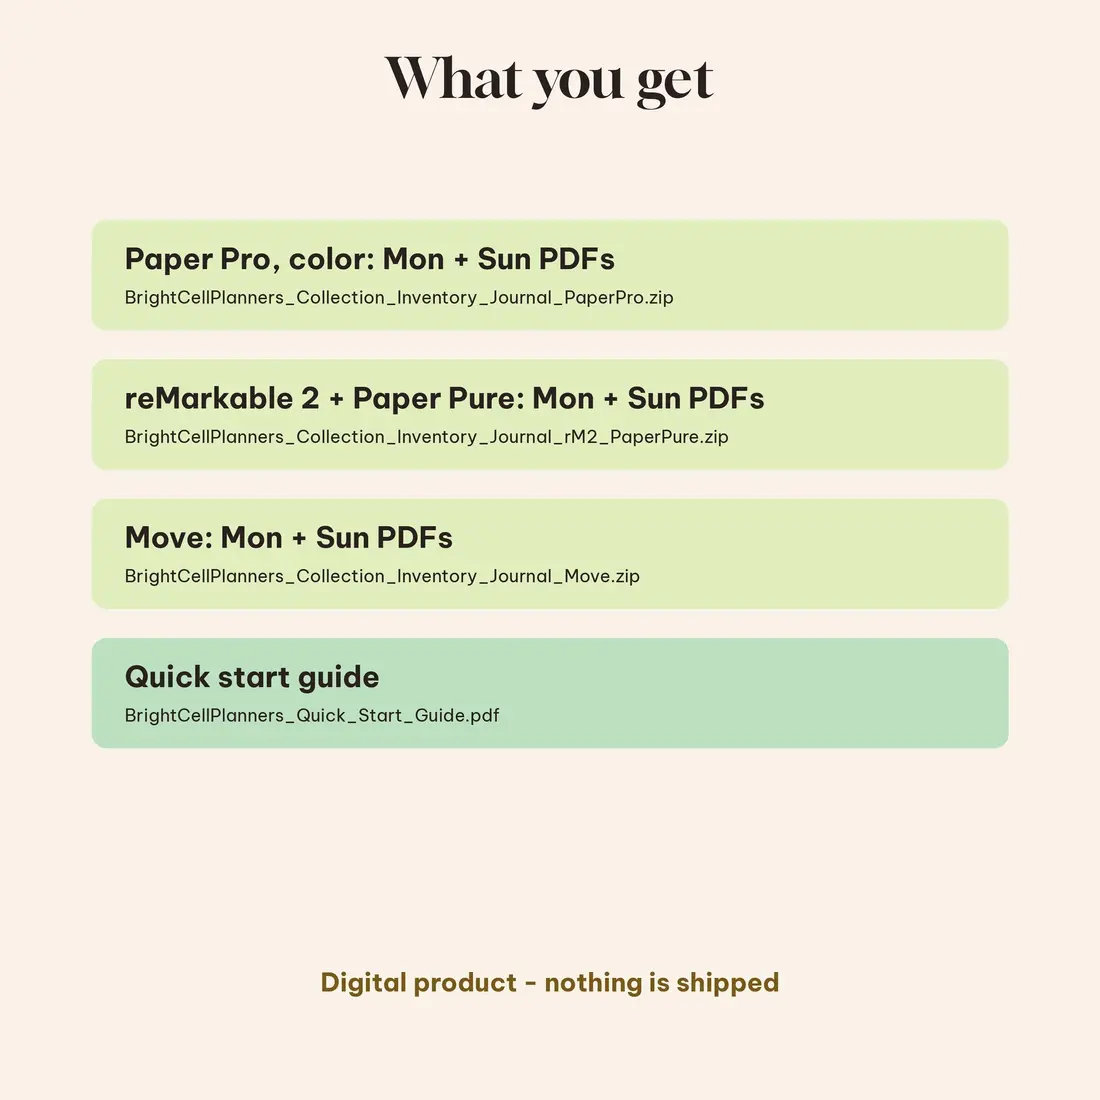 What you get
Paper Pro, color: Mon + Sun PDFs
BrightCellPlanners_Collection_Inventory_Journal_PaperPro.zip
reMarkable 2 + Paper Pure: Mon + Sun PDFs
BrightCellPlanners_Collection_Inventory_Journal_rM2_PaperPure.zip
Move: Mon + Sun PDFs
BrightCellPlanners_Collection_Inventory_Journal_Move.zip
Quick start guide
BrightCellPlanners_Quick_Start_Guide.pdf
Digital product - nothing is shipped